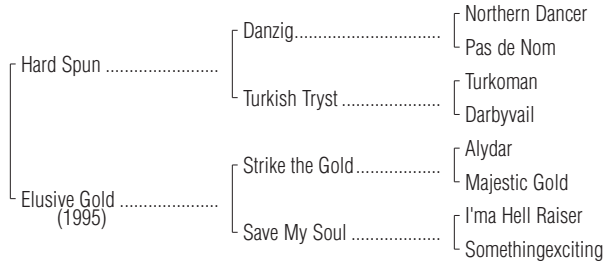 Northern Dancer
Danzig
Pas de Nom
Hard Spun
Turkoman
Turkish Tryst
Darbyvail
Alydar
Strike the Gold
Majestic Gold
Elusive Gold
(1995)
I'ma Hell Raiser
Save My Soul
Somethingexciting